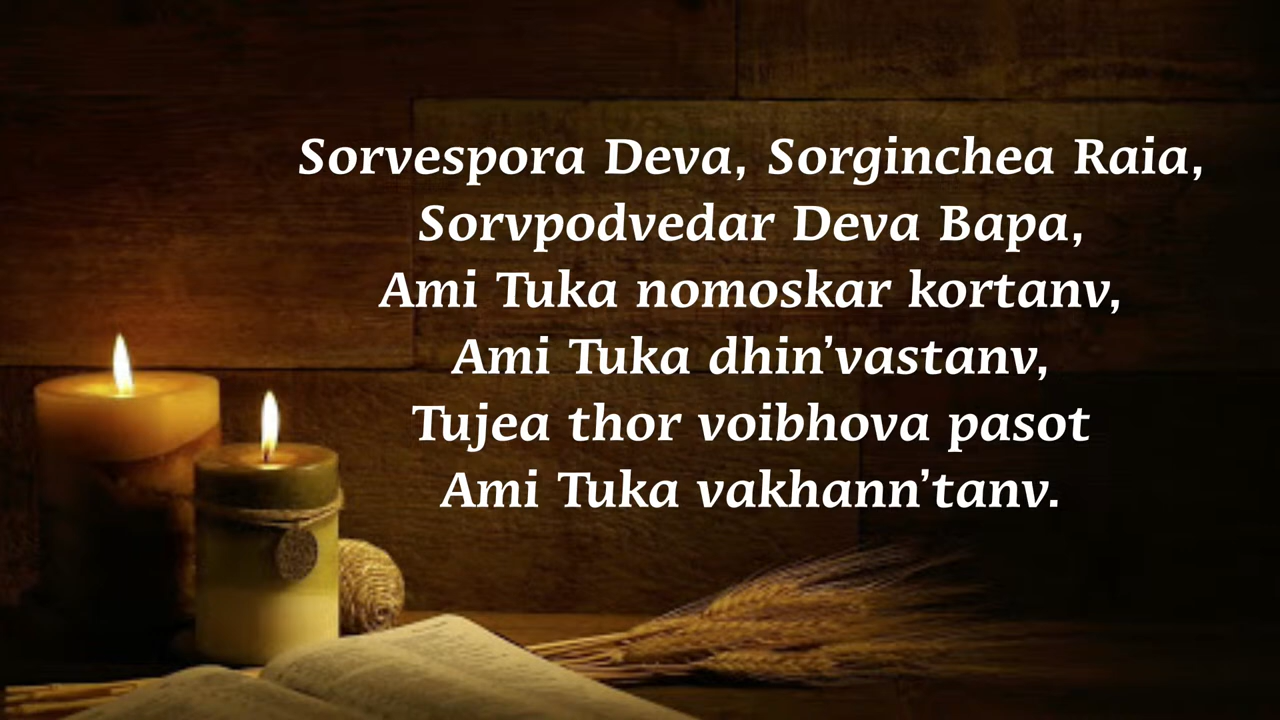 Sorvespora Deva, Sorginchea Raia,
Sorvpodvedar Deva Bapa,
Ami Tuka nomoskar kortanv,
Ami Tuka dhin’vastanv,
Tujea thor voibhova pasot
Ami Tuka vakhann’tanv.